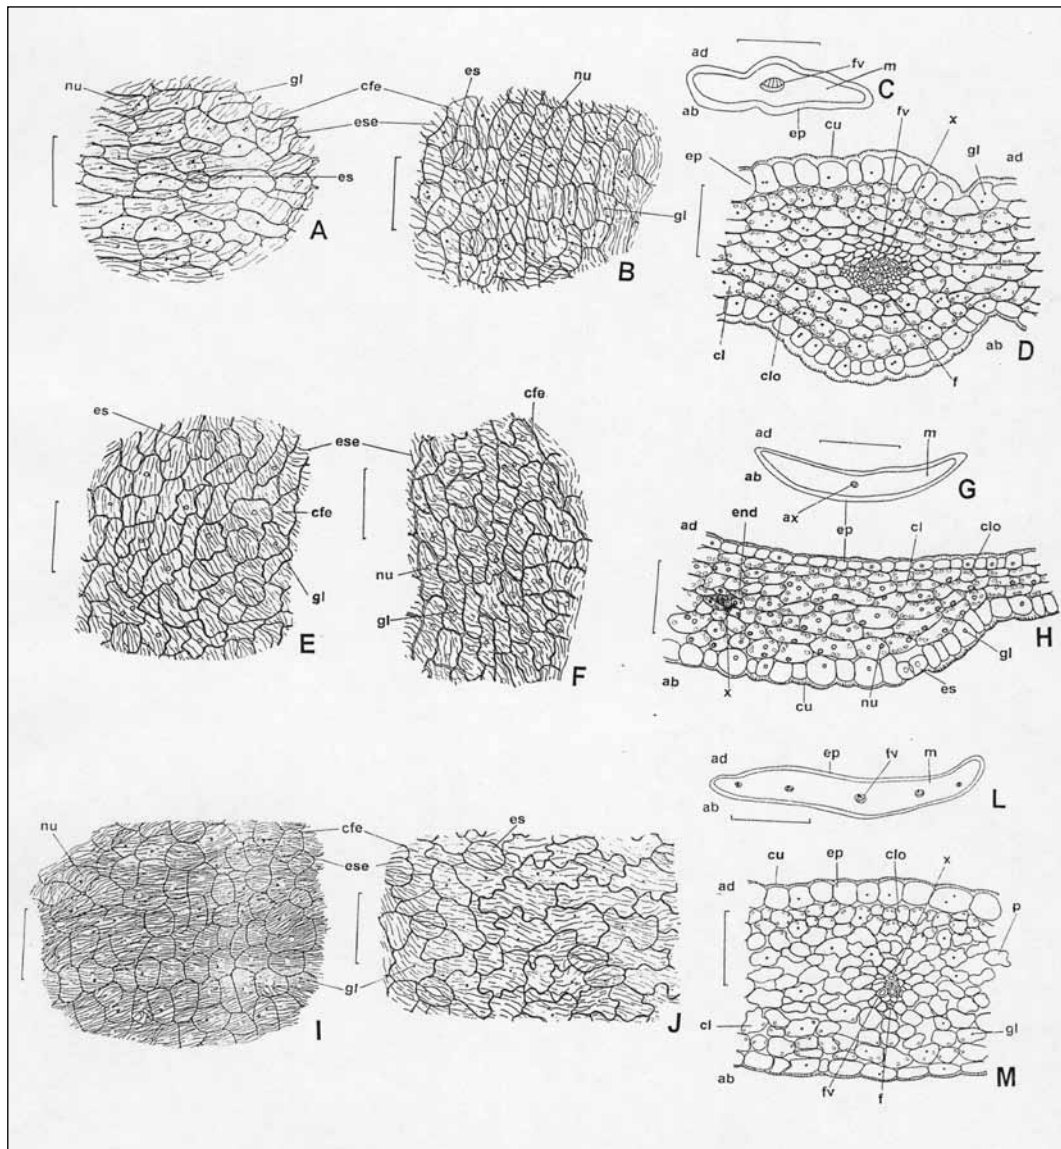 nu
gl
cfe
ese
es
A
es
nu
gl
B
ad
fv
m
C
ab
ep
ep
cu
fv
x
gl
ad
cl
clo
f
ab
D
es
ese
cfe
gl
E
cfe
nu
gl
F
ad
m
G
ax
ab
ep
ad
end
cl
clo
H
ab
x
cu
nu
es
gl
nu
cfe
ese
gl
I
es
J
ad
ep
fv
m
L
ab
ad
cu
ep
clo
x
p
cl
gl
ab
fv
f
M